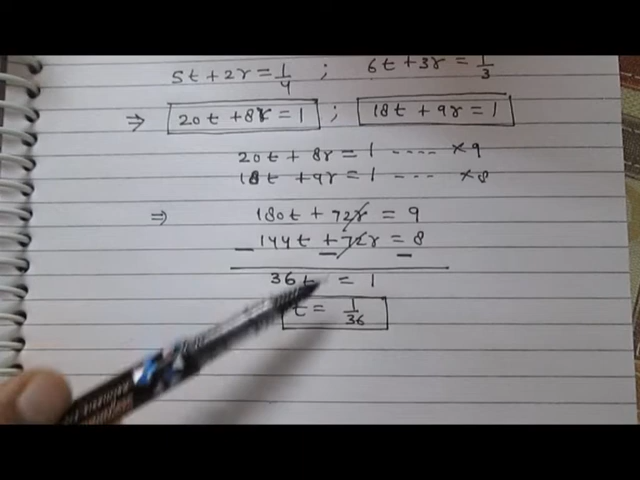 5t + 2r = 1/4 ; 6t + 3r = 1/3
⇒ 20t + 8r = 1 ; 18t + 9r = 1
20t + 8r = 1 ---- × 9
18t + 9r = 1 --- × 8
⇒ 180t + 72r = 9
144t + 72r = 8
— — —
36t = 1
t = 1/36